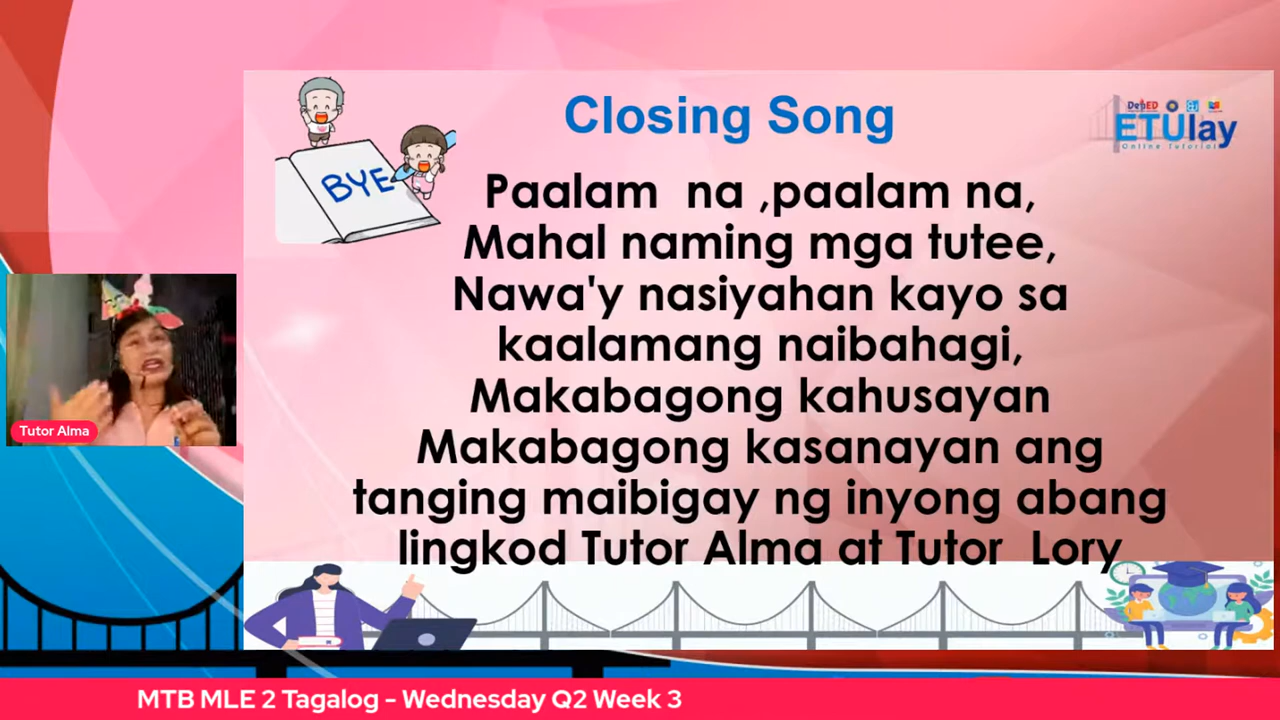 Closing Song
DepED
ETUlay
Online Tutorial
BYE
Paalam na ,paalam na,
Mahal naming mga tutee,
Nawa'y nasiyahan kayo sa
kaalamang naibahagi,
Makabagong kahusayan
Makabagong kasanayan ang
tanging maibigay ng inyong abang
lingkod Tutor Alma at Tutor Lory
Tutor Alma
MTB MLE 2 Tagalog - Wednesday Q2 Week 3